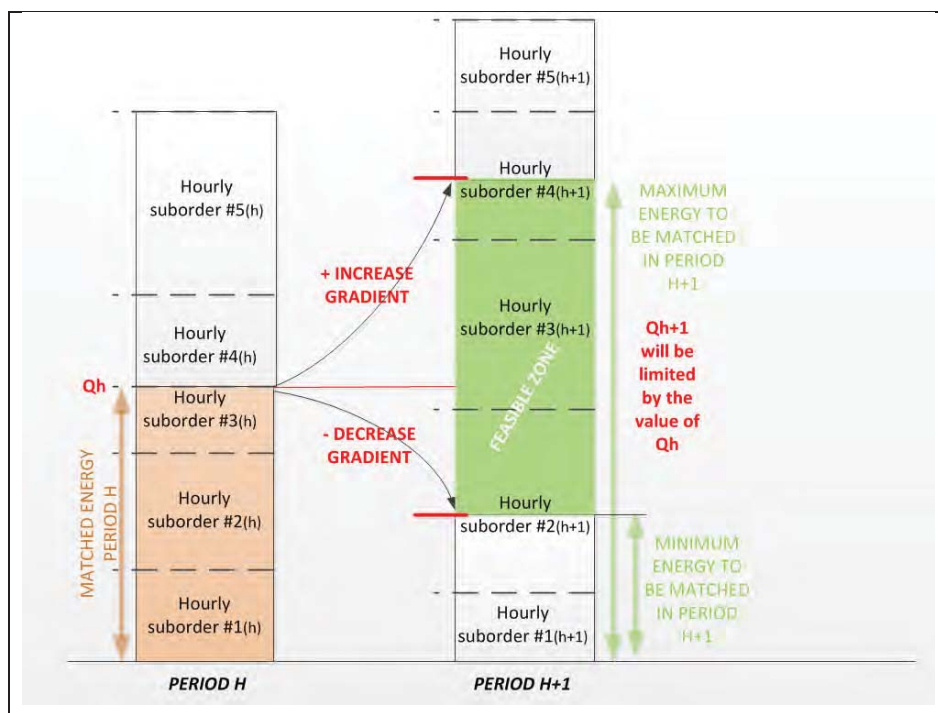 Hourly
suborder #5(h+1)
Hourly
suborder #5(h)
Hourly
suborder #4(h+1)
MAXIMUM
ENERGY TO
BE MATCHED
IN PERIOD
H+1
+ INCREASE
GRADIENT
Hourly
suborder #4(h)
Hourly
suborder #3(h+1)
Qh+1
will be
limited
by the
value of
Qh
Qh
Hourly
suborder #3(h)
FEASIBLE ZONE
- DECREASE
GRADIENT
MATCHED ENERGY
PERIOD H
Hourly
suborder #2(h)
Hourly
suborder #2(h+1)
MINIMUM
ENERGY TO
BE MATCHED
IN PERIOD
H+1
Hourly
suborder #1(h)
Hourly
suborder #1(h+1)
PERIOD H
PERIOD H+1